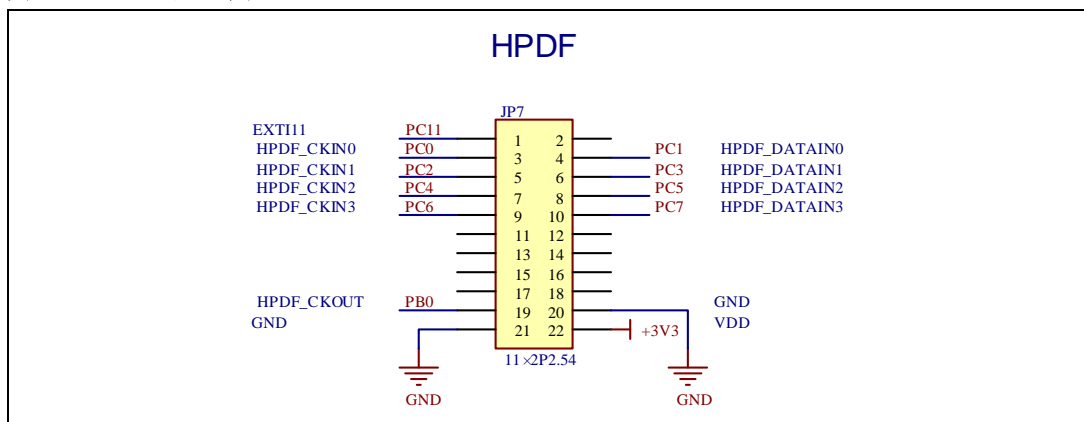 HPDF
JP7
EXTI11 PC11 1 2
HPDF_CKIN0 PC0 3 4 PC1 HPDF_DATAIN0
HPDF_CKIN1 PC2 5 6 PC3 HPDF_DATAIN1
HPDF_CKIN2 PC4 7 8 PC5 HPDF_DATAIN2
HPDF_CKIN3 PC6 9 10 PC7 HPDF_DATAIN3
11 12
13 14
15 16
17 18
HPDF_CKOUT PB0 19 20 GND
GND 21 22 +3V3 VDD
11×2P2.54
GND GND